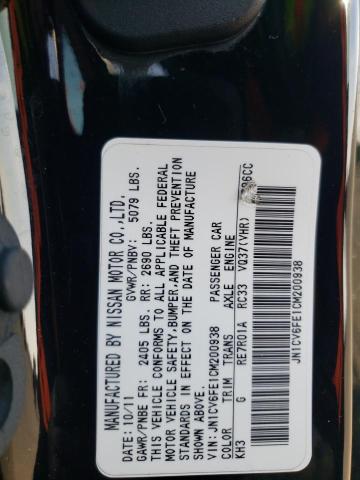 MANUFACTURED BY NISSAN MOTOR CO.,LTD.
DATE: 10/11 GVWR/PNBV: 5079 LBS.
GAWR/PNBE FR: 2405 LBS. RR: 2690 LBS.
THIS VEHICLE CONFORMS TO ALL APPLICABLE FEDERAL
MOTOR VEHICLE SAFETY,BUMPER,AND THEFT PREVENTION
STANDARDS IN EFFECT ON THE DATE OF MANUFACTURE
SHOWN ABOVE.
VIN: JN1CV6FE1CM200938 PASSENGER CAR
COLOR TRIM TRANS AXLE ENGINE
KH3 G RE7R01A RC33 VQ37(VHR)
JN1CV6FE1CM200938